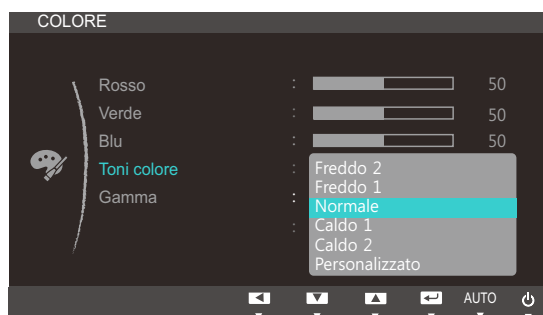 COLORE
Rosso : 50
Verde : 50
Blu : 50
Toni colore : Freddo 2
Freddo 1
Gamma : Normale
: Caldo 1
Caldo 2
Personalizzato
AUTO